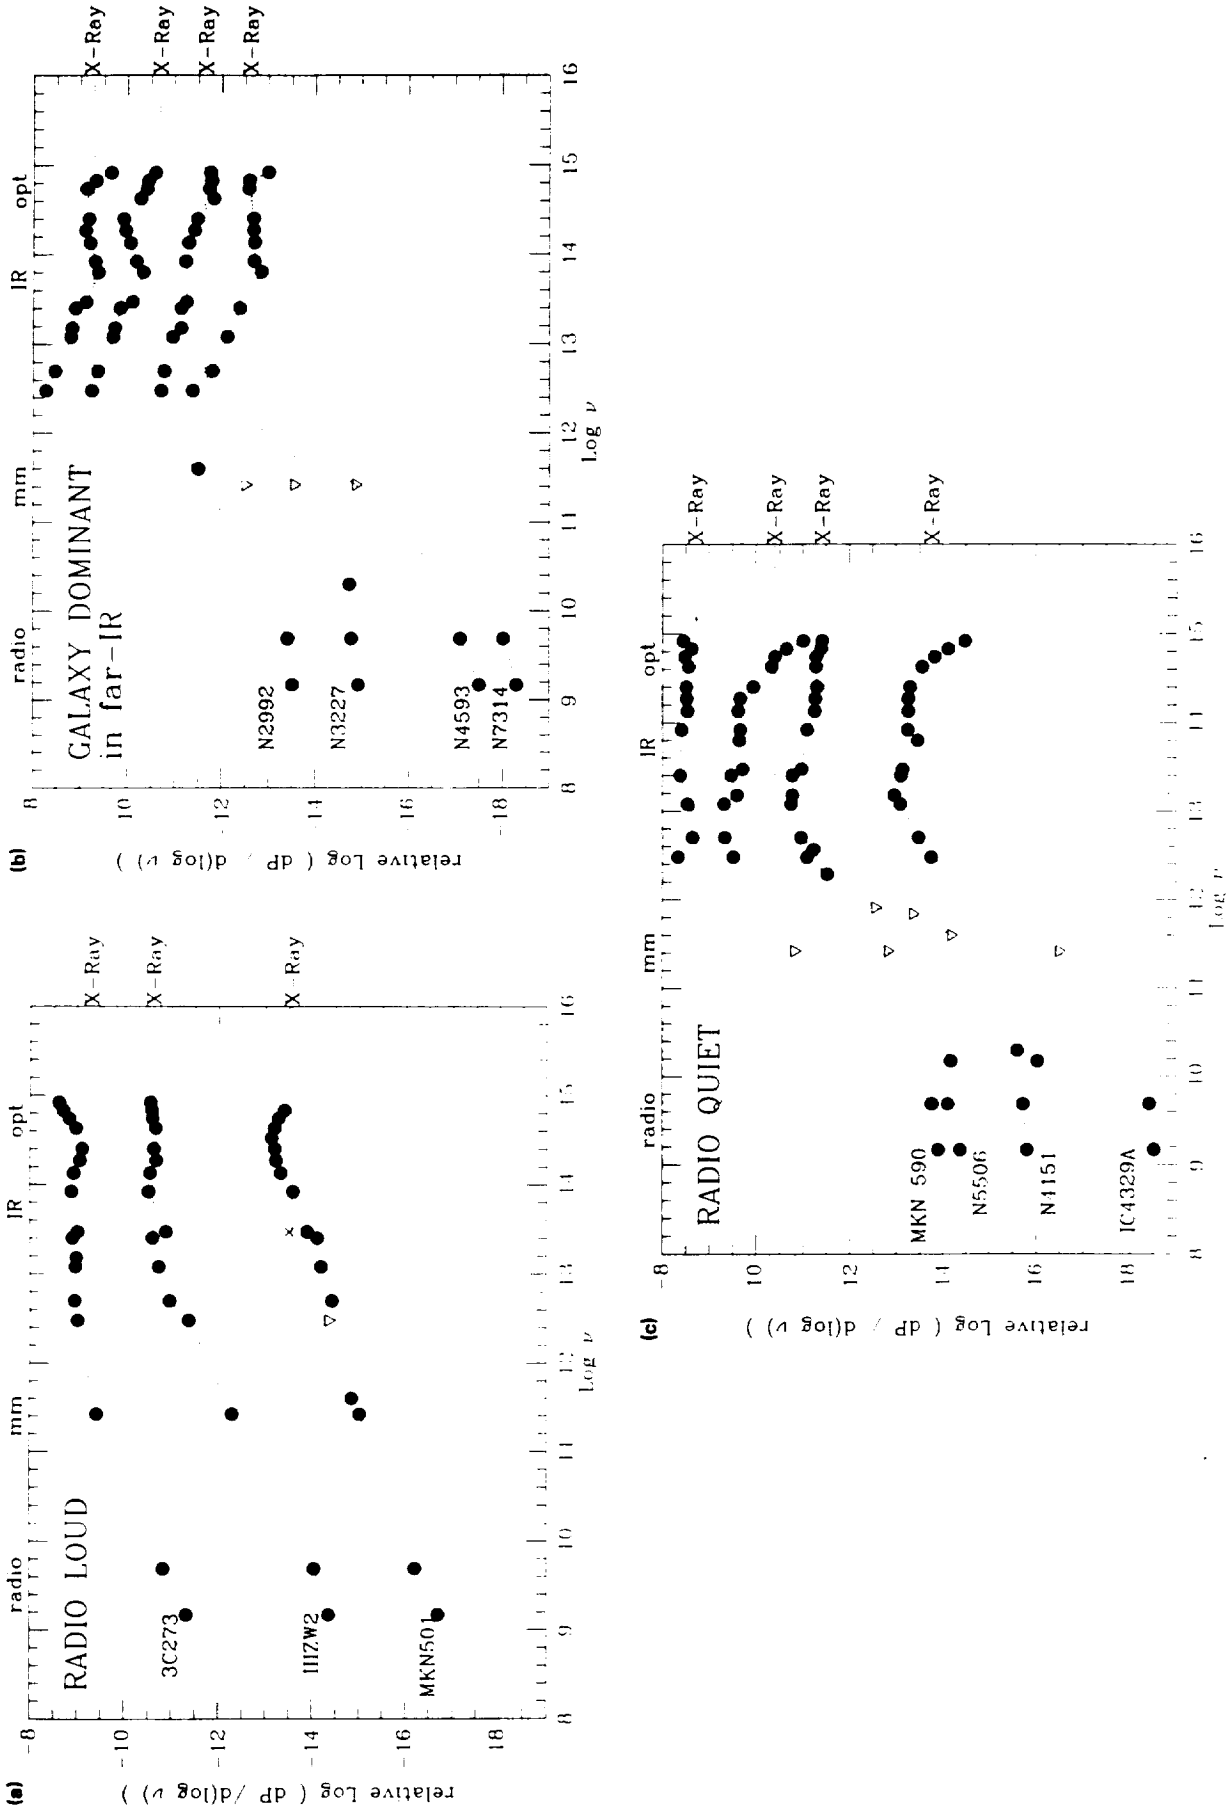 (a)
radio mm IR opt
RADIO LOUD
3C273
IIIZW2
MKN501
X-Ray
X-Ray
X-Ray
-8
-10
-12
-14
-16
18
8 9 10 11 12 13 14 15 16
Log ν
relative Log ( dP /d(log ν) )
(b)
radio mm IR opt
GALAXY DOMINANT
in far-IR
N2992
N3227
N4593
N7314
X-Ray
X-Ray
X-Ray
X-Ray
8
10
-12
-14
-16
-18
8 9 10 11 12 13 14 15 16
Log ν
relative Log ( dP / d(log ν) )
(c)
radio mm IR opt
RADIO QUIET
MKN 590
N5506
N4151
IC4329A
X-Ray
X-Ray
X-Ray
X-Ray
-8
10
12
14
16
18
8 9 10 11 12 13 14 15 16
Log ν
relative Log ( dP / d(log ν) )